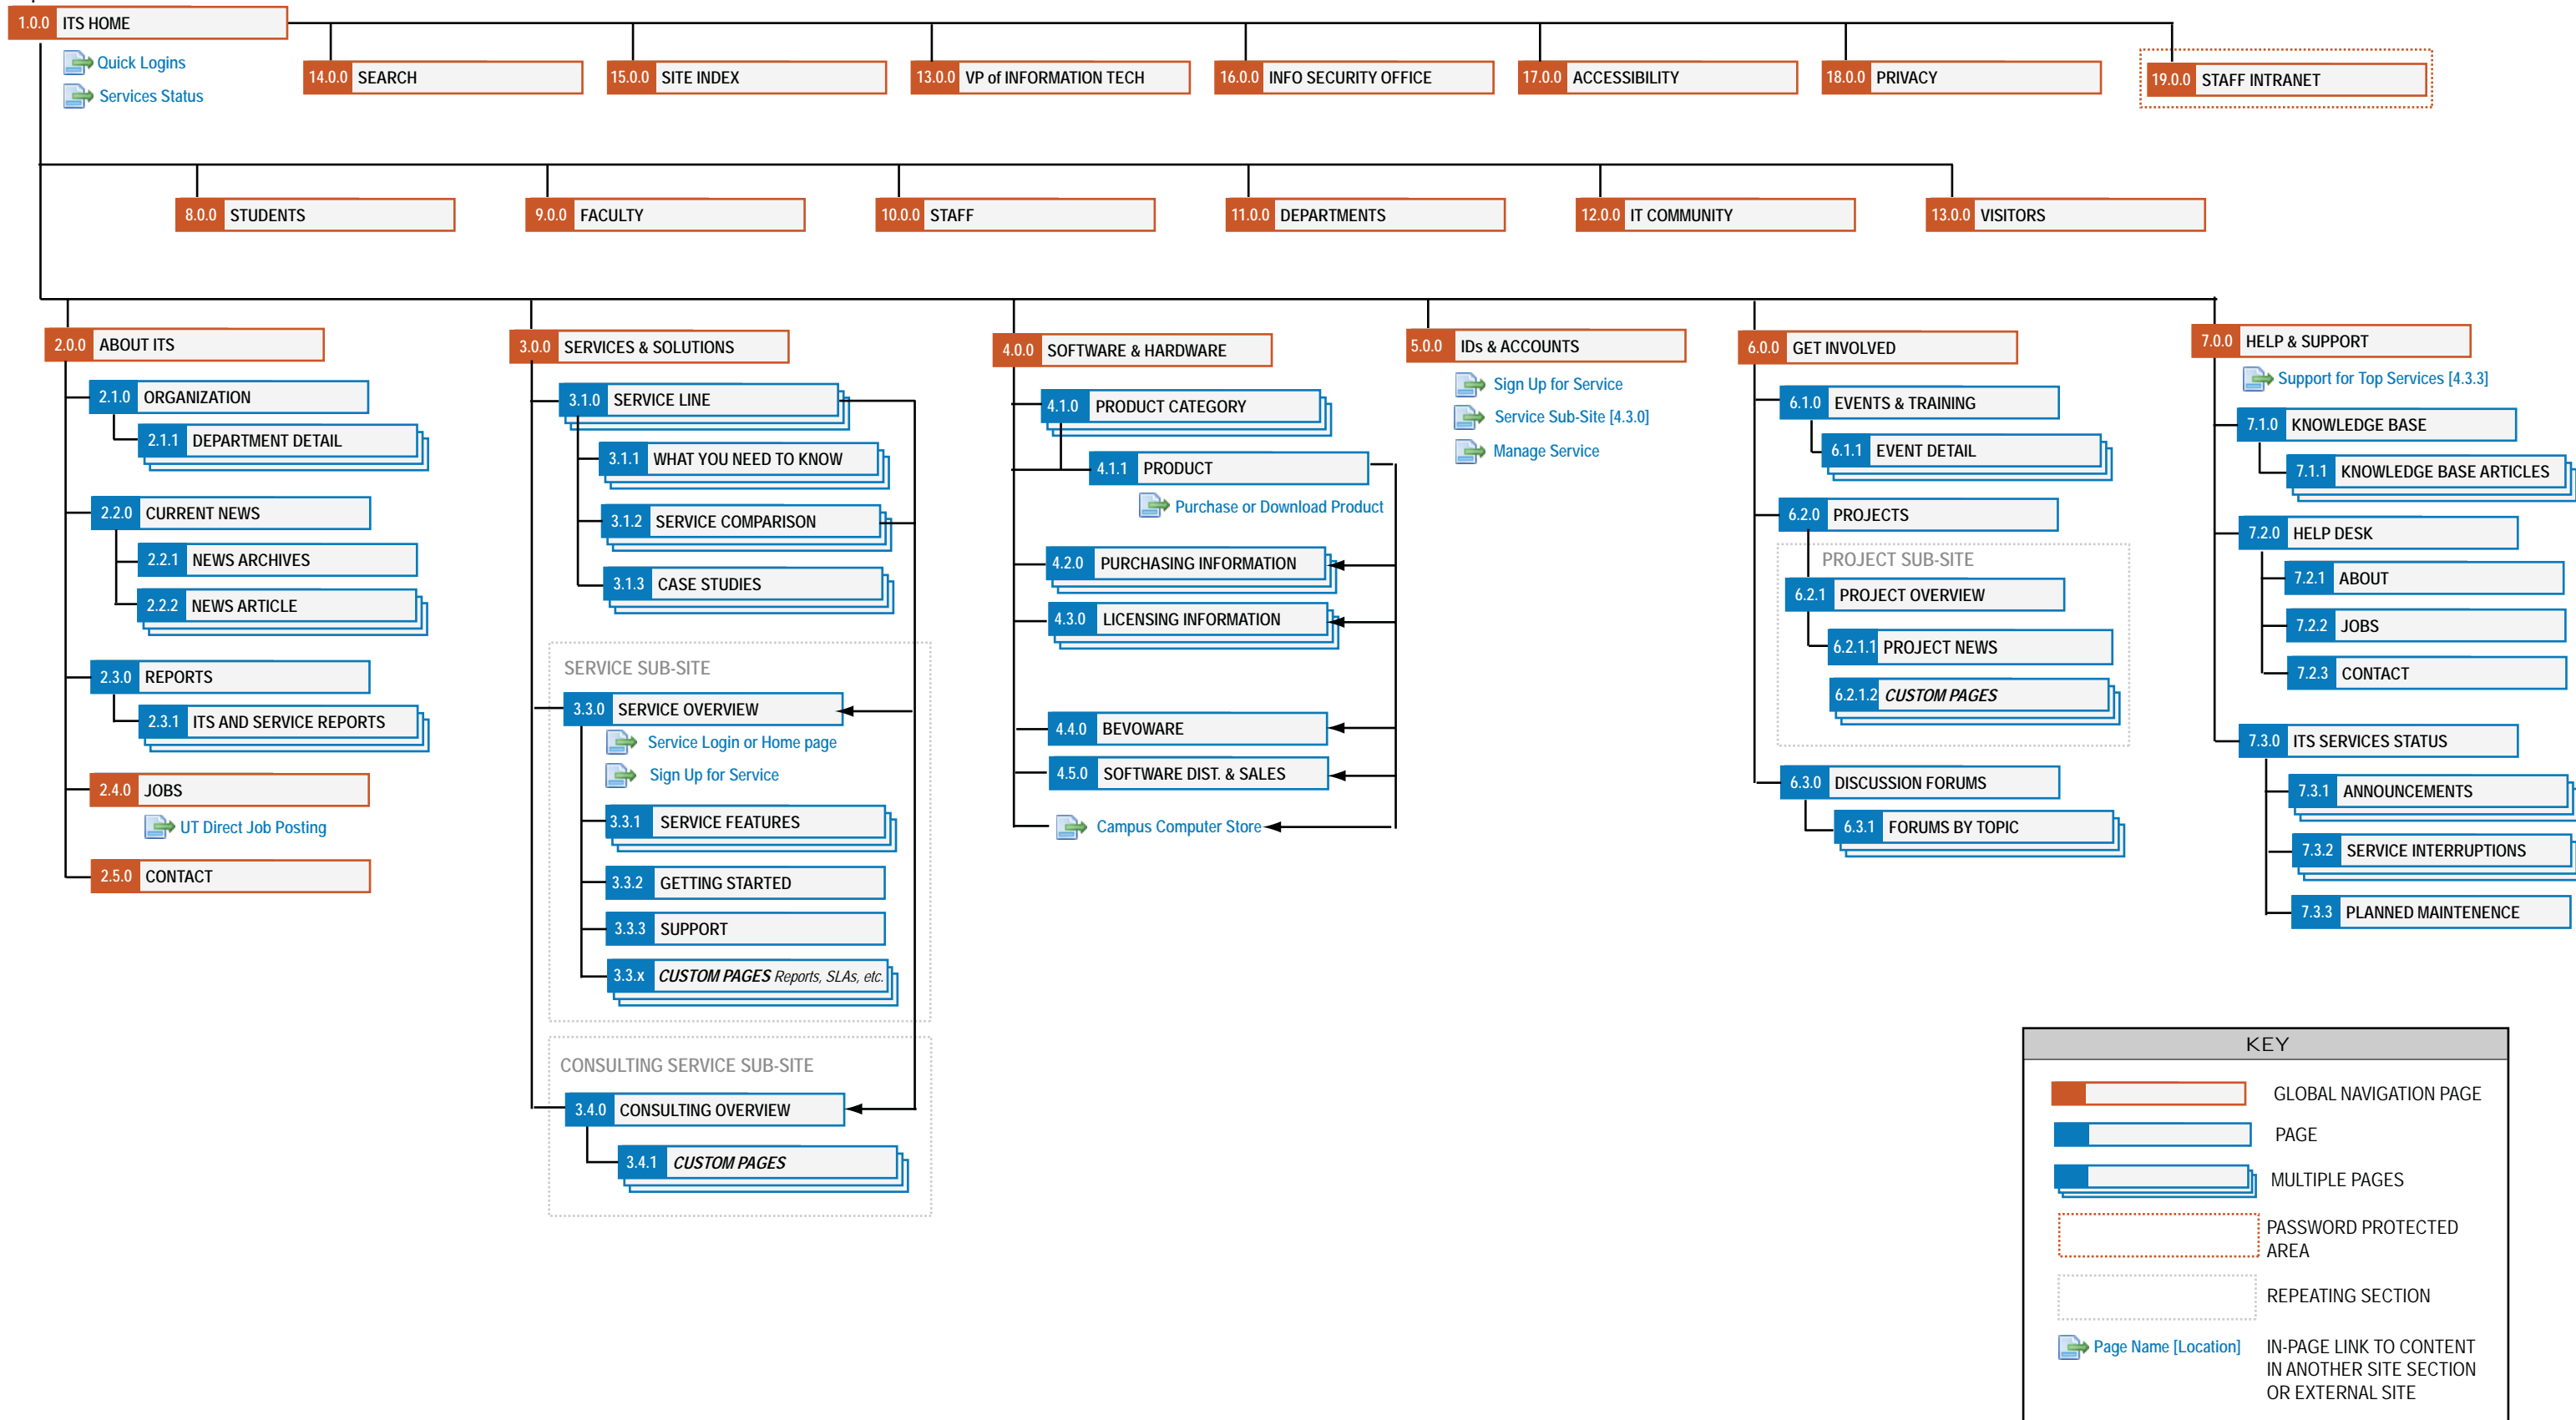 1.0.0 ITS HOME
Quick Logins
Services Status
14.0.0 SEARCH
15.0.0 SITE INDEX
13.0.0 VP of INFORMATION TECH
16.0.0 INFO SECURITY OFFICE
17.0.0 ACCESSIBILITY
18.0.0 PRIVACY
19.0.0 STAFF INTRANET
8.0.0 STUDENTS
9.0.0 FACULTY
10.0.0 STAFF
11.0.0 DEPARTMENTS
12.0.0 IT COMMUNITY
13.0.0 VISITORS
2.0.0 ABOUT ITS
2.1.0 ORGANIZATION
2.1.1 DEPARTMENT DETAIL
2.2.0 CURRENT NEWS
2.2.1 NEWS ARCHIVES
2.2.2 NEWS ARTICLE
2.3.0 REPORTS
2.3.1 ITS AND SERVICE REPORTS
2.4.0 JOBS
UT Direct Job Posting
2.5.0 CONTACT
3.0.0 SERVICES & SOLUTIONS
3.1.0 SERVICE LINE
3.1.1 WHAT YOU NEED TO KNOW
3.1.2 SERVICE COMPARISON
3.1.3 CASE STUDIES
SERVICE SUB-SITE
3.3.0 SERVICE OVERVIEW
Service Login or Home page
Sign Up for Service
3.3.1 SERVICE FEATURES
3.3.2 GETTING STARTED
3.3.3 SUPPORT
3.3.x CUSTOM PAGES Reports, SLAs, etc.
CONSULTING SERVICE SUB-SITE
3.4.0 CONSULTING OVERVIEW
3.4.1 CUSTOM PAGES
4.0.0 SOFTWARE & HARDWARE
4.1.0 PRODUCT CATEGORY
4.1.1 PRODUCT
Purchase or Download Product
4.2.0 PURCHASING INFORMATION
4.3.0 LICENSING INFORMATION
4.4.0 BEVOWARE
4.5.0 SOFTWARE DIST. & SALES
Campus Computer Store
5.0.0 IDs & ACCOUNTS
Sign Up for Service
Service Sub-Site [4.3.0]
Manage Service
6.0.0 GET INVOLVED
6.1.0 EVENTS & TRAINING
6.1.1 EVENT DETAIL
6.2.0 PROJECTS
PROJECT SUB-SITE
6.2.1 PROJECT OVERVIEW
6.2.1.1 PROJECT NEWS
6.2.1.2 CUSTOM PAGES
6.3.0 DISCUSSION FORUMS
6.3.1 FORUMS BY TOPIC
7.0.0 HELP & SUPPORT
Support for Top Services [4.3.3]
7.1.0 KNOWLEDGE BASE
7.1.1 KNOWLEDGE BASE ARTICLES
7.2.0 HELP DESK
7.2.1 ABOUT
7.2.2 JOBS
7.2.3 CONTACT
7.3.0 ITS SERVICES STATUS
7.3.1 ANNOUNCEMENTS
7.3.2 SERVICE INTERRUPTIONS
7.3.3 PLANNED MAINTENENCE
KEY
GLOBAL NAVIGATION PAGE
PAGE
MULTIPLE PAGES
PASSWORD PROTECTED
AREA
REPEATING SECTION
Page Name [Location]
IN-PAGE LINK TO CONTENT
IN ANOTHER SITE SECTION
OR EXTERNAL SITE